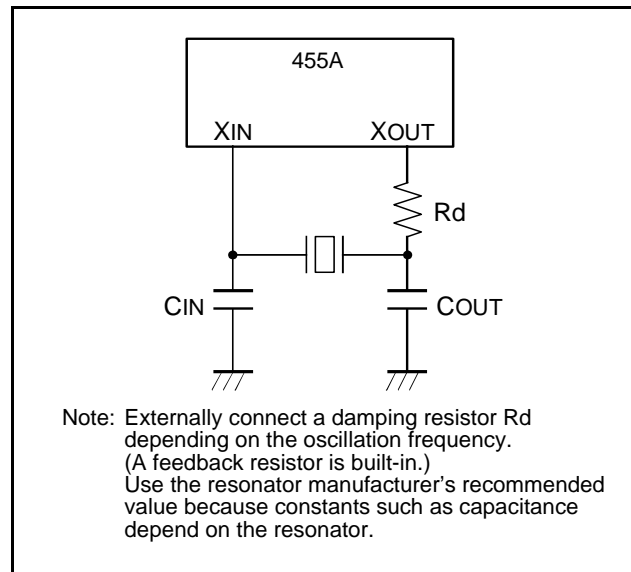 455A
XIN XOUT
Rd
CIN COUT
Note: Externally connect a damping resistor Rd
depending on the oscillation frequency.
(A feedback resistor is built-in.)
Use the resonator manufacturer's recommended
value because constants such as capacitance
depend on the resonator.